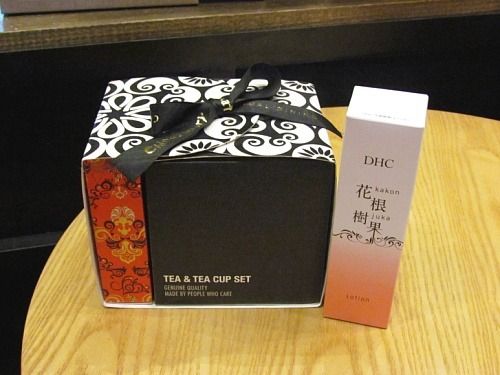 TEA & TEA CUP SET
GENUINE QUALITY
MADE BY PEOPLE WHO CARE
DHC
花 kakon
根
樹 juka
果
Lotion